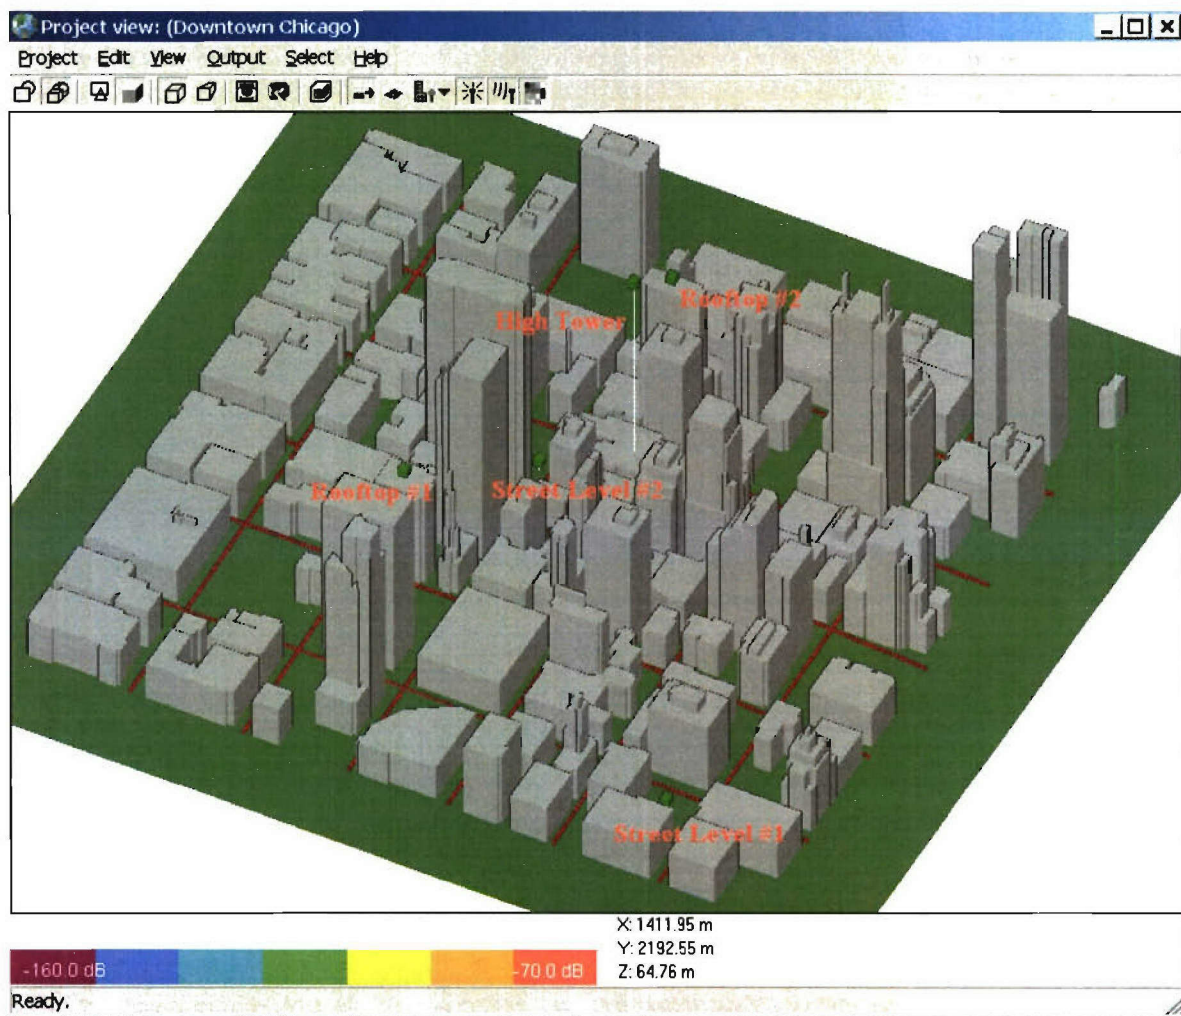 Project view: (Downtown Chicago)
Project Edit View Output Select Help
Rooftop #2
High Tower
Rooftop #1
Street Level #2
Street Level #1
X: 1411.95 m
Y: 2192.55 m
-160.0 dB -70.0 dB Z: 64.76 m
Ready.